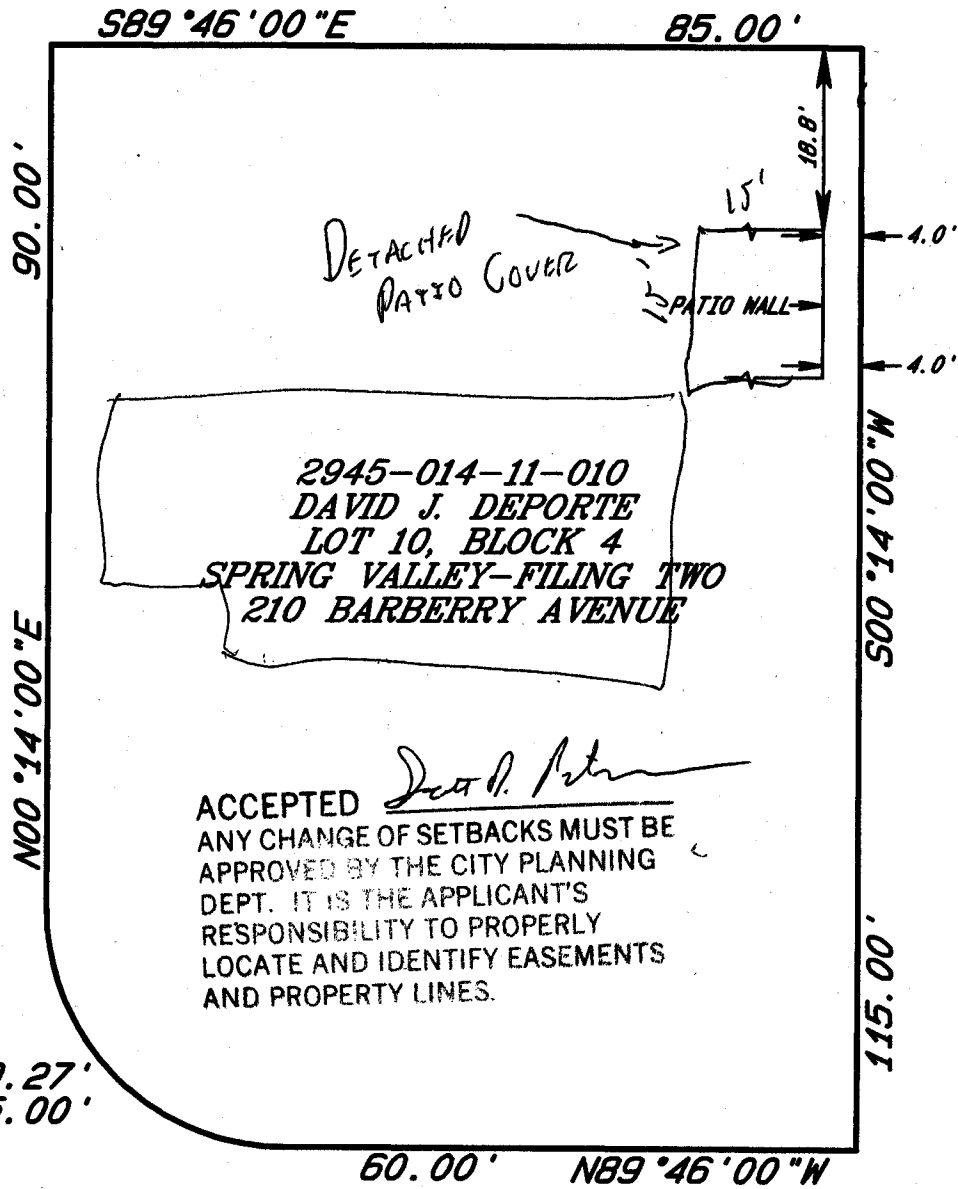 S89°46'00"E 85.00'
90.00'
18.8'
15'
4.0'
DETACHED
PATIO COVER
15'
PATIO WALL
4.0'
2945-014-11-010
DAVID J. DEPORTE
LOT 10, BLOCK 4
SPRING VALLEY-FILING TWO
210 BARBERRY AVENUE
S00°14'00"W
N00°14'00"E
ACCEPTED
ANY CHANGE OF SETBACKS MUST BE
APPROVED BY THE CITY PLANNING
DEPT. IT IS THE APPLICANT'S
RESPONSIBILITY TO PROPERLY
LOCATE AND IDENTIFY EASEMENTS
AND PROPERTY LINES.
115.00'
.27'
.00'
60.00' N89°46'00"W